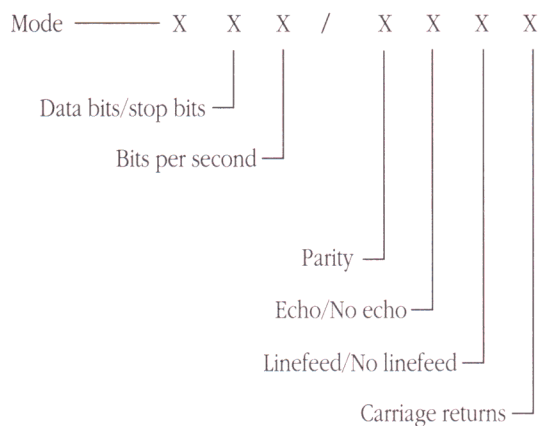 Mode X X X / X X X X
Data bits/stop bits
Bits per second
Parity
Echo/No echo
Linefeed/No linefeed
Carriage returns